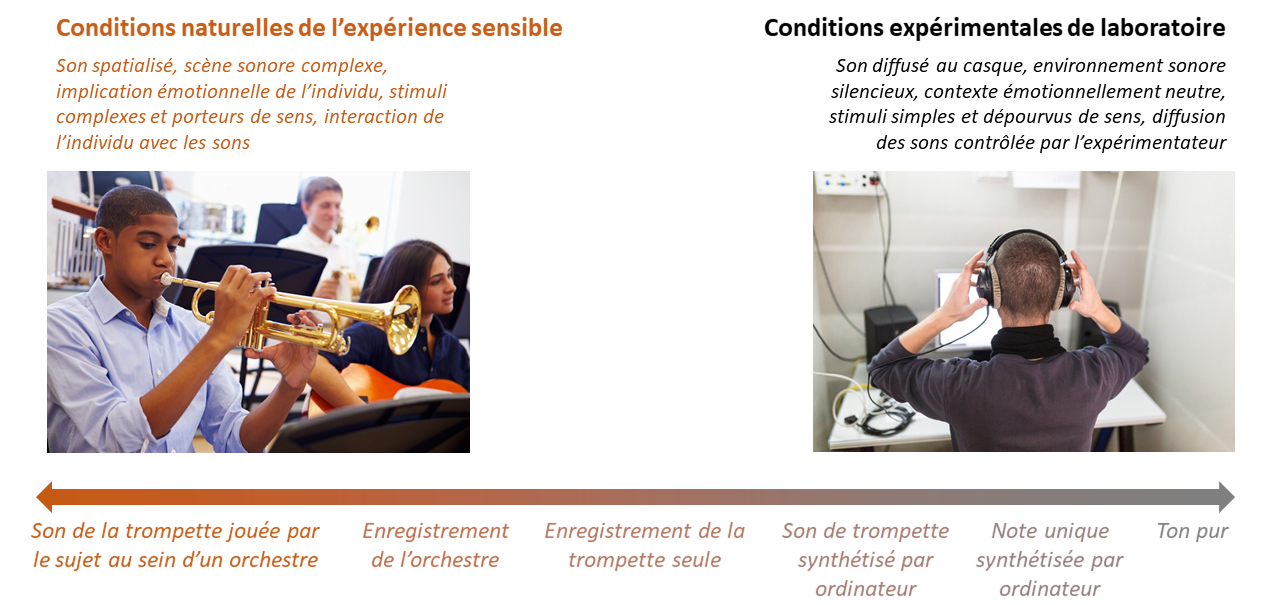 Conditions naturelles de l’expérience sensible
Son spatialisé, scène sonore complexe,
implication émotionnelle de l’individu, stimuli
complexes et porteurs de sens, interaction de
l’individu avec les sons
Conditions expérimentales de laboratoire
Son diffusé au casque, environnement sonore
silencieux, contexte émotionnellement neutre,
stimuli simples et dépourvus de sens, diffusion
des sons contrôlée par l’expérimentateur
Son de la trompette jouée par
le sujet au sein d’un orchestre
Enregistrement
de l’orchestre
Enregistrement de la
trompette seule
Son de trompette
synthétisé par
ordinateur
Note unique
synthétisée par
ordinateur
Ton pur